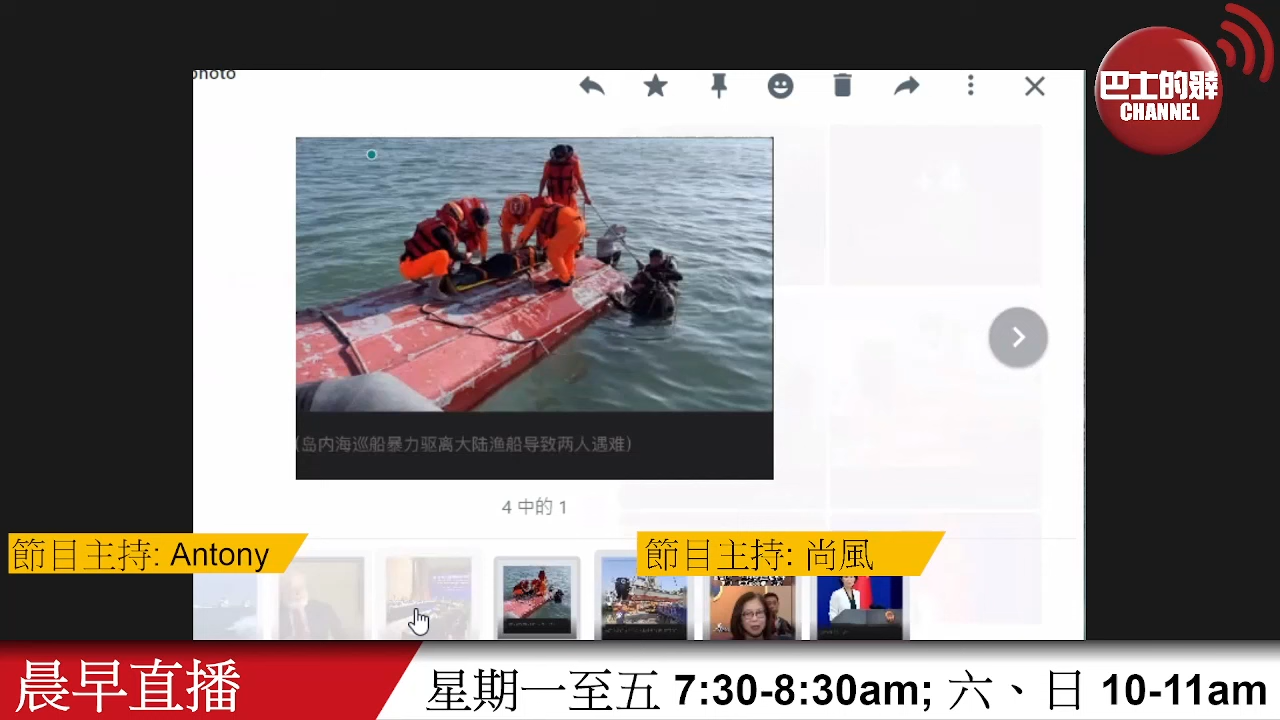 photo
巴士的報
CHANNEL
（岛内海巡船暴力驱离大陆渔船导致两人遇难）
4 中的 1
節目主持: Antony
節目主持: 尚風
晨早直播
星期一至五 7:30-8:30am; 六、日 10-11am